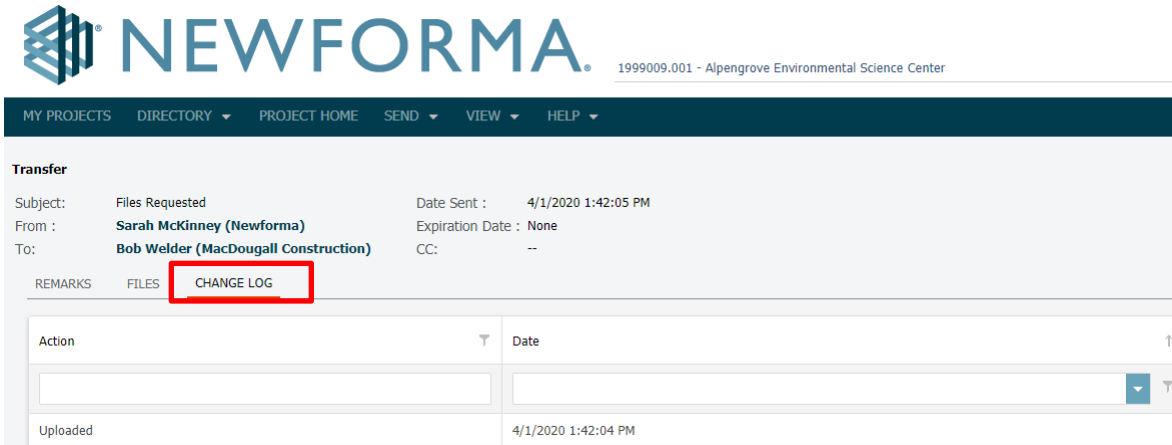 NEWFORMA®
1999009.001 - Alpengrove Environmental Science Center
MY PROJECTS DIRECTORY PROJECT HOME SEND VIEW HELP
Transfer
Subject: Files Requested Date Sent : 4/1/2020 1:42:05 PM
From : Sarah McKinney (Newforma) Expiration Date : None
To: Bob Welder (MacDougall Construction) CC: --
REMARKS FILES CHANGE LOG
Action Date
Uploaded 4/1/2020 1:42:04 PM